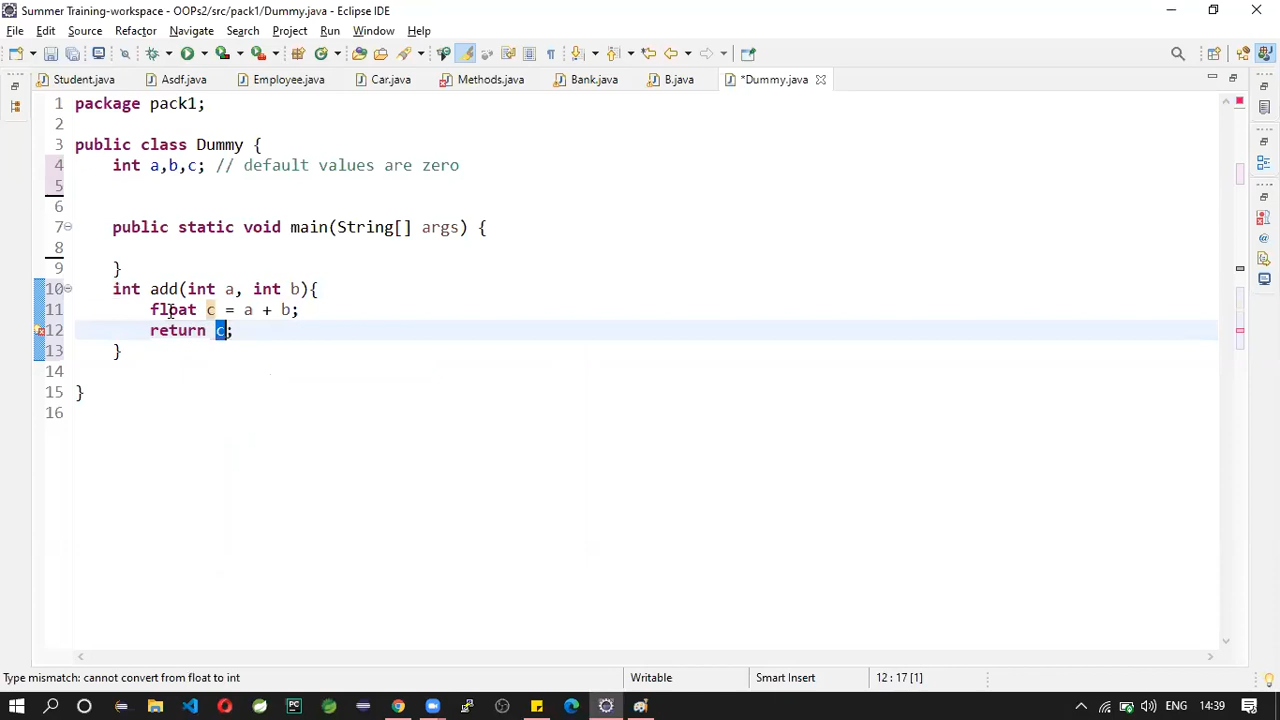 Summer Training-workspace - OOPs2/src/pack1/Dummy.java - Eclipse IDE
File Edit Source Refactor Navigate Search Project Run Window Help
Student.java Asdf.java Employee.java Car.java Methods.java Bank.java B.java *Dummy.java
1 package pack1;
2
3 public class Dummy {
4 int a,b,c; // default values are zero
5
6
7 public static void main(String[] args) {
8
9 }
10 int add(int a, int b){
11 float c = a + b;
12 return c;
13 }
14
15 }
16
Type mismatch: cannot convert from float to int Writable Smart Insert 12 : 17 [1]
PC ENG 14:39